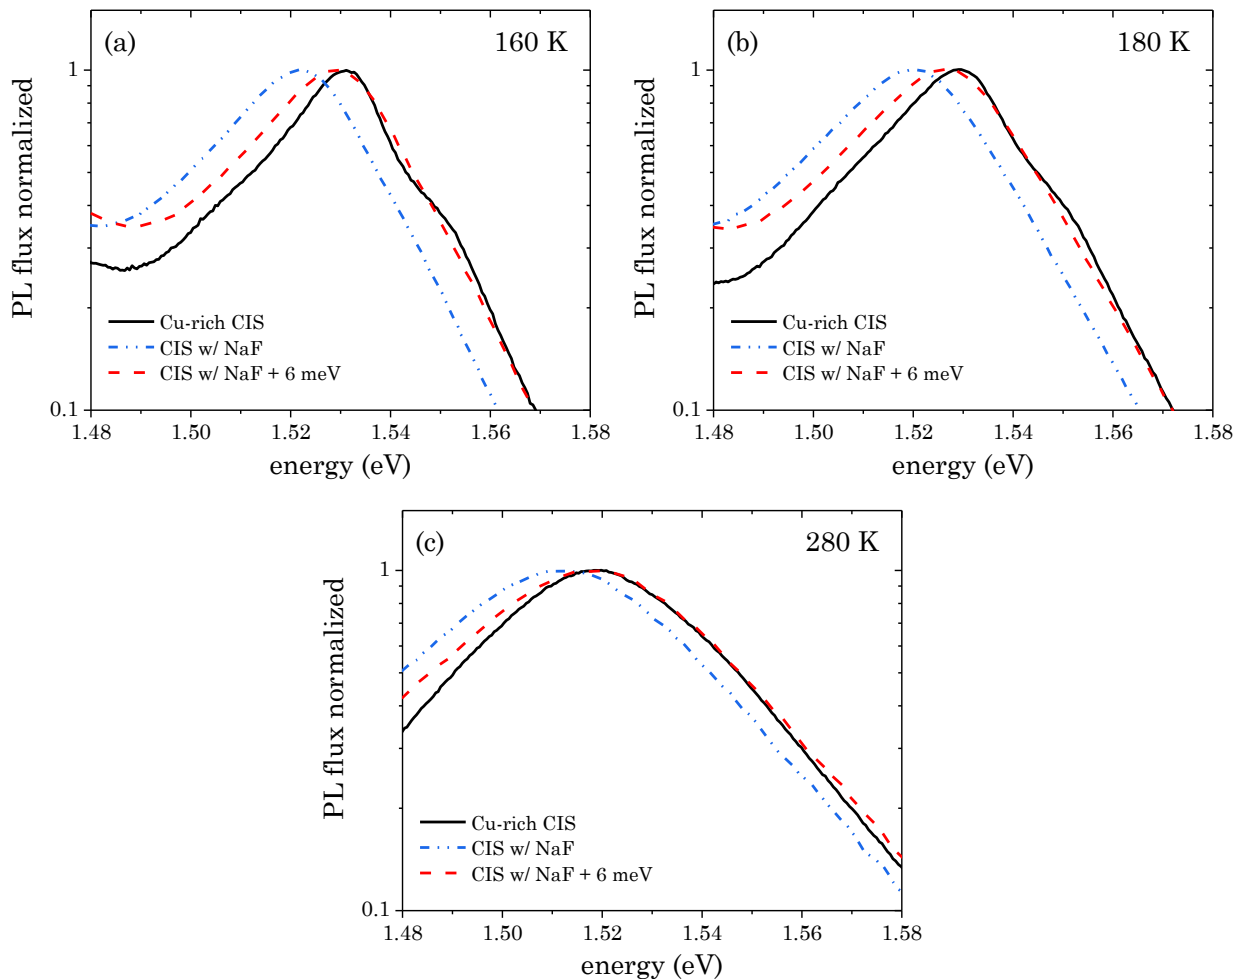 (a) 160 K
PL flux normalized
1
0.1
Cu-rich CIS
CIS w/ NaF
CIS w/ NaF + 6 meV
1.48 1.50 1.52 1.54 1.56 1.58
energy (eV)
(b) 180 K
PL flux normalized
1
0.1
Cu-rich CIS
CIS w/ NaF
CIS w/ NaF + 6 meV
1.48 1.50 1.52 1.54 1.56 1.58
energy (eV)
(c) 280 K
PL flux normalized
1
0.1
Cu-rich CIS
CIS w/ NaF
CIS w/ NaF + 6 meV
1.48 1.50 1.52 1.54 1.56 1.58
energy (eV)